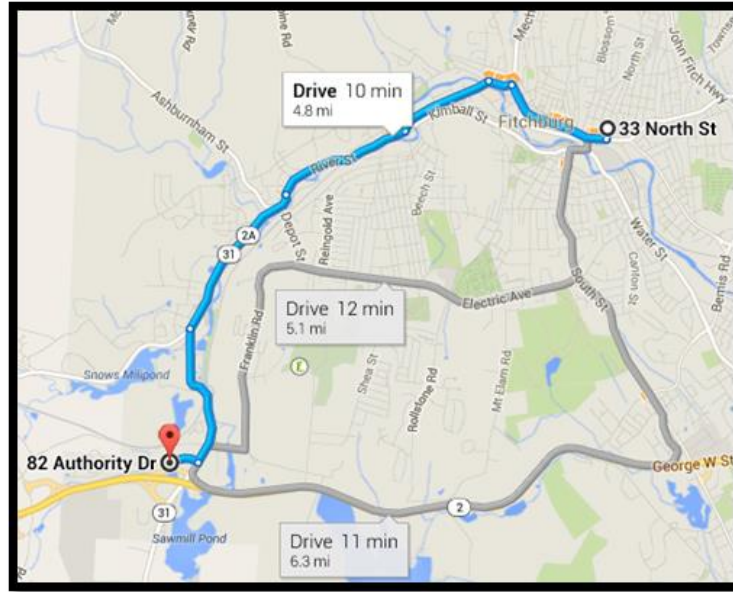 Ashburnham St
Blossom
North St
John Fitch Hwy
Drive 10 min
4.8 mi
Kimball St
Fitchburg
33 North St
River St
Beech St
Reingold Ave
Depot St
2A
31
Water St
South St
Canton St
Bemis Rd
Drive 12 min
5.1 mi
Electric Ave
Franklin Rd
Shea St
Rollstone Rd
Mt Elam Rd
Snows Millpond
82 Authority Dr
George W St
31
2
Sawmill Pond
Drive 11 min
6.3 mi